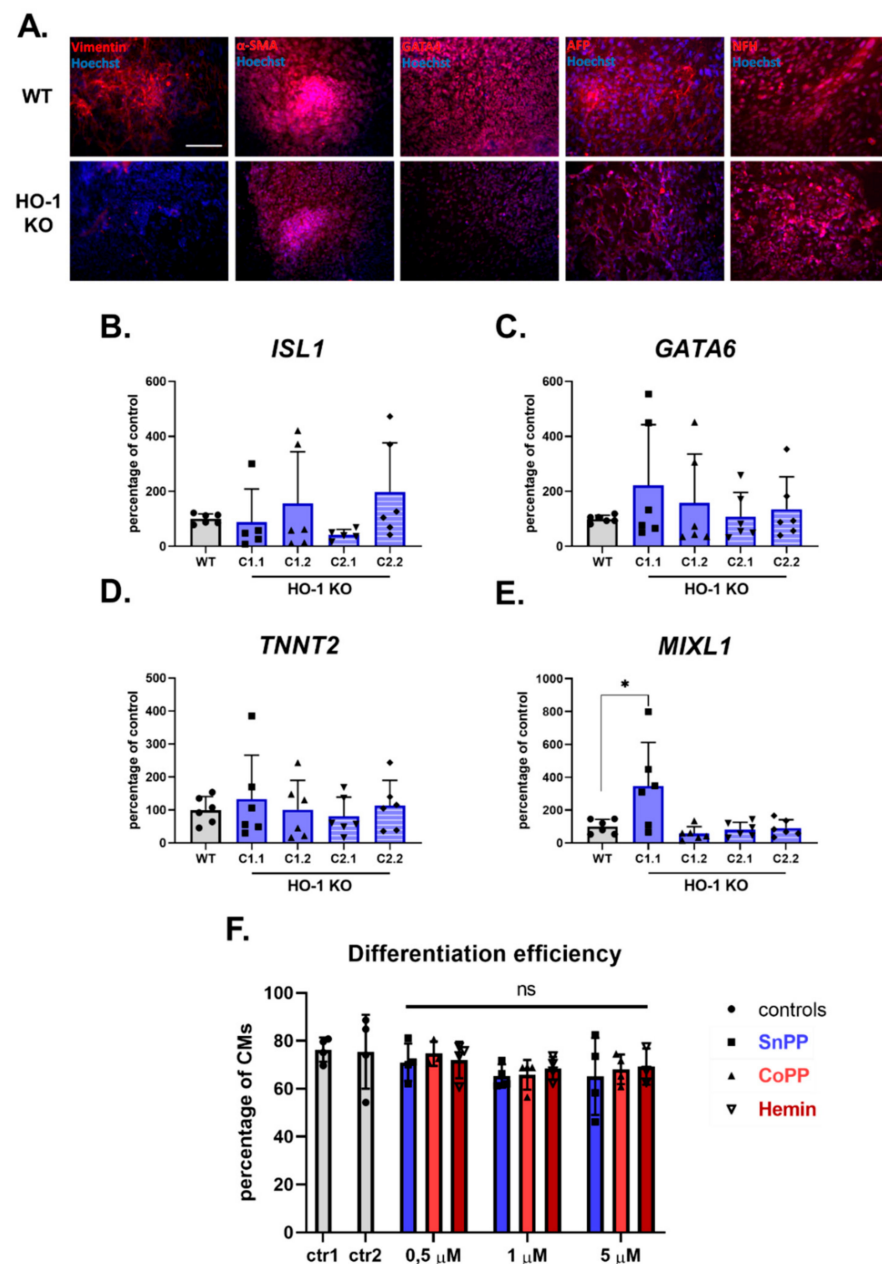 A.
Vimentin α-SMA GATA4 AFP NFH
Hoechst Hoechst Hoechst Hoechst Hoechst
WT
HO-1
KO
B.
ISL1
percentage of control
600
400
200
0
WT C1.1 C1.2 C2.1 C2.2
HO-1 KO
C.
GATA6
percentage of control
600
400
200
0
WT C1.1 C1.2 C2.1 C2.2
HO-1 KO
D.
TNNT2
percentage of control
500
400
300
200
100
0
WT C1.1 C1.2 C2.1 C2.2
HO-1 KO
E.
MIXL1
percentage of control
1000
800
600
400
200
0
*
WT C1.1 C1.2 C2.1 C2.2
HO-1 KO
F.
Differentiation efficiency
percentage of CMs
100
80
60
40
20
0
ns
ctr1 ctr2 0,5 μM 1 μM 5 μM
controls
SnPP
CoPP
Hemin